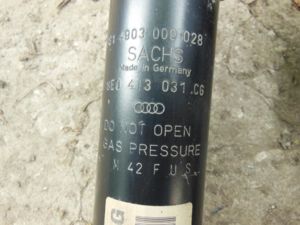 903 000 028
SACHS
Made in Germany
8E0 413 031 CG
DO NOT OPEN
GAS PRESSURE
X 42 F U S